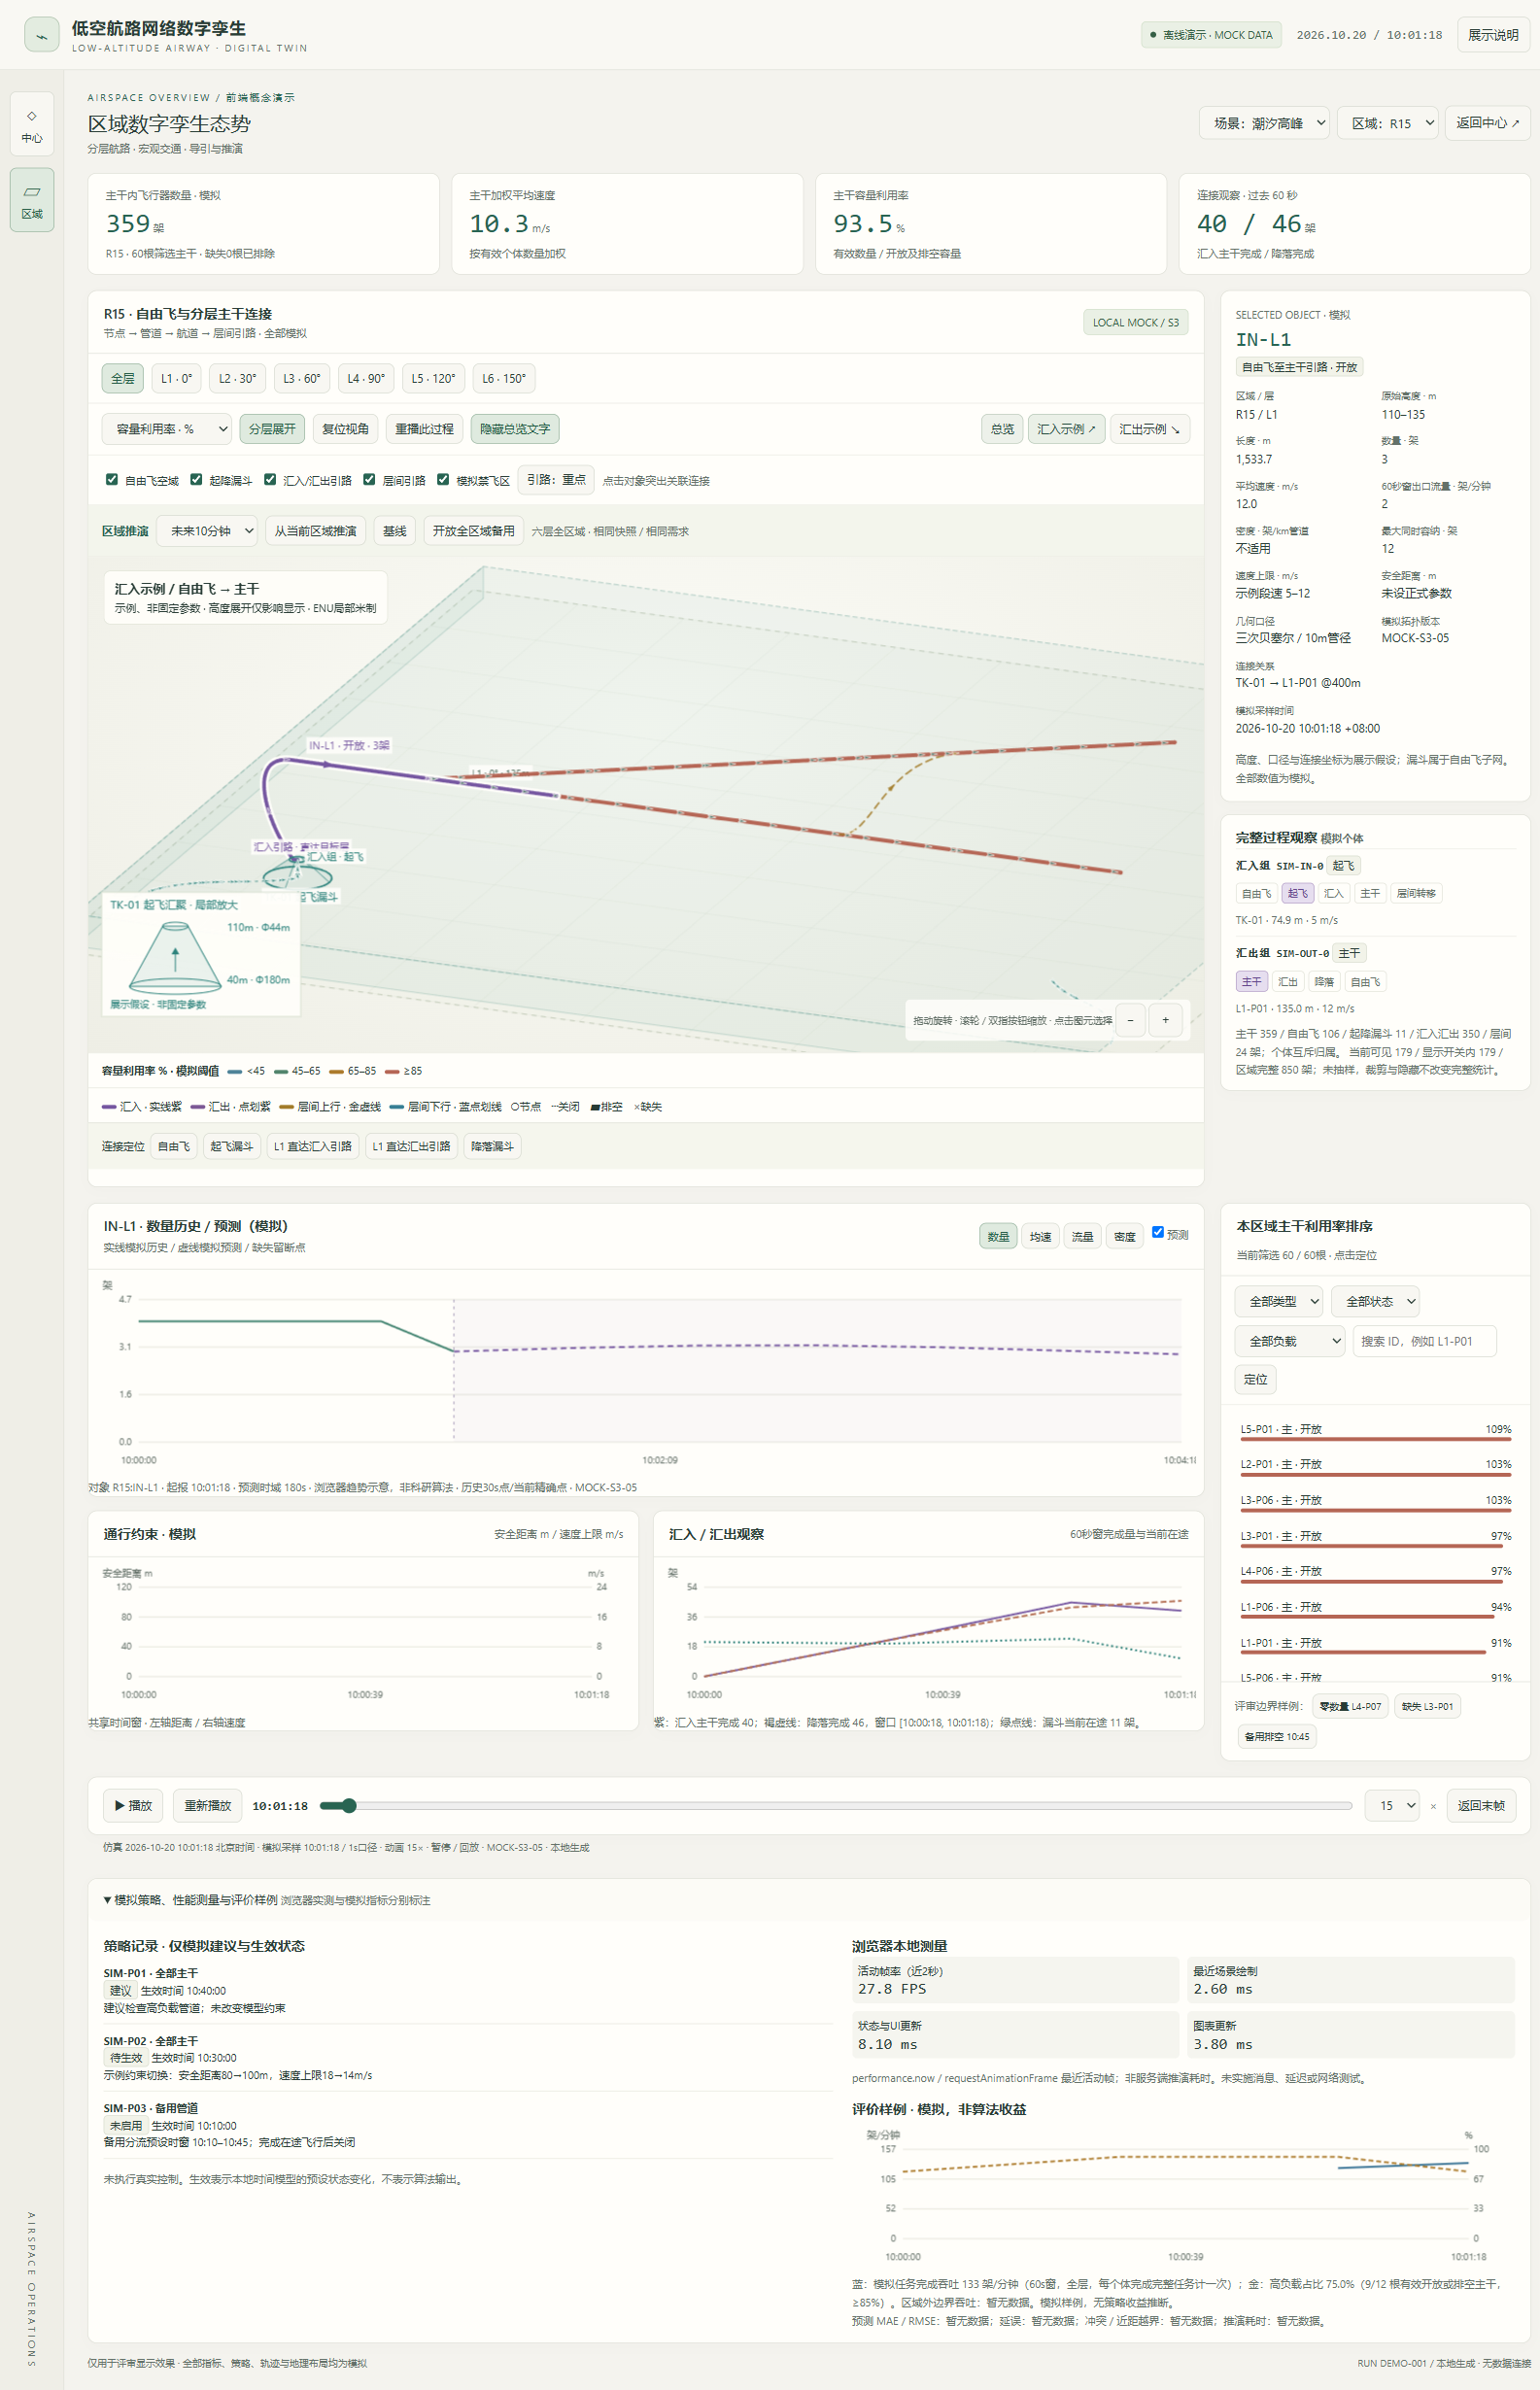 低空航路网络数字孪生
LOW-ALTITUDE AIRWAY · DIGITAL TWIN
离线演示 · MOCK DATA
2026.10.20 / 10:01:18
展示说明
中心
区域
AIRSPACE OPERATIONS
AIRSPACE OVERVIEW / 前端概念演示
区域数字孪生态势
分层航路 · 宏观交通 · 导引与推演
场景：潮汐高峰
区域：R15
返回中心 ↗
主干内飞行器数量 · 模拟
359 架
R15 · 60根筛选主干 · 缺失0根已排除
主干加权平均速度
10.3 m/s
按有效个体数量加权
主干容量利用率
93.5 %
有效数量 / 开放及排空容量
连接观察 · 过去 60 秒
40 / 46 架
汇入主干完成 / 降落完成
R15 · 自由飞与分层主干连接
节点 → 管道 → 航道 → 层间引路 · 全部模拟
LOCAL MOCK / S3
全层
L1 · 0°
L2 · 30°
L3 · 60°
L4 · 90°
L5 · 120°
L6 · 150°
容量利用率 · %
分层展开
复位视角
重播此过程
隐藏总览文字
总览
汇入示例 ↗
汇出示例 ↘
自由飞空域
起降漏斗
汇入/汇出引路
层间引路
模拟禁飞区
引路：重点
点击对象突出关联连接
区域推演
未来10分钟
从当前区域推演
基线
开放全区域备用
六层全区域 · 相同快照 / 相同需求
汇入示例 / 自由飞 → 主干
示例、非固定参数 · 高度展开仅影响显示 · ENU局部米制
IN-L1 · 开放 · 3架
汇入组 · 起飞
TK-01 起飞汇聚 · 局部放大
110m · Φ44m
40m · Φ180m
展示假设 · 非固定参数
拖动旋转 · 滚轮 / 双指按钮缩放 · 点击图元选择
−
+
容量利用率 % · 模拟阈值
<45
45–65
65–85
≥85
汇入 · 实线紫
汇出 · 点划紫
层间上行 · 金虚线
层间下行 · 蓝点划线
○节点
┄关闭
▰排空
×缺失
连接定位
自由飞
起飞漏斗
L1 直达汇入引路
L1 直达汇出引路
降落漏斗
SELECTED OBJECT · 模拟
IN-L1
自由飞至主干引路 · 开放
区域 / 层
R15 / L1
原始高度 · m
110–135
长度 · m
1,533.7
数量 · 架
3
平均速度 · m/s
12.0
60秒窗出口流量 · 架/分钟
2
密度 · 架/km管道
不适用
最大同时容纳 · 架
12
速度上限 · m/s
示例段速 5–12
安全距离 · m
未设正式参数
几何口径
三次贝塞尔 / 10m管径
模拟拓扑版本
MOCK-S3-05
连接关系
TK-01 → L1-P01 @400m
模拟采样时间
2026-10-20 10:01:18 +08:00
高度、口径与连接坐标为展示假设；漏斗属于自由飞子网。
全部数值为模拟。
完整过程观察 模拟个体
汇入组 SIM-IN-0 起飞
自由飞
起飞
汇入
主干
层间转移
TK-01 · 74.9 m · 5 m/s
汇出组 SIM-OUT-0 主干
主干
汇出
降落
自由飞
L1-P01 · 135.0 m · 12 m/s
主干 359 / 自由飞 106 / 起降漏斗 11 / 汇入汇出 350 / 层间
24 架；个体互斥归属。 当前可见 179 / 显示开关内 179 /
区域完整 850 架；未抽样，裁剪与隐藏不改变完整统计。
IN-L1 · 数量历史 / 预测（模拟）
实线模拟历史 / 虚线模拟预测 / 缺失留断点
数量
均速
流量
密度
预测
架
4.7
3.1
1.6
0.0
10:00:00
10:02:09
10:04:1
对象 R15:IN-L1 · 起报 10:01:18 · 预测时域 180s · 浏览器趋势示意，非科研算法 · 历史30s点/当前精确点 · MOCK-S3-05
通行约束 · 模拟
安全距离 m / 速度上限 m/s
安全距离 m
m/s
120
80
40
0
24
16
8
0
10:00:00
10:00:39
10:01:18
共享时间窗 · 左轴距离 / 右轴速度
汇入 / 汇出观察
60秒窗完成量与当前在途
架
54
36
18
0
10:00:00
10:00:39
10:01:1
紫：汇入主干完成 40；褐虚线：降落完成 46，窗口 [10:00:18, 10:01:18)；绿点线：漏斗当前在途 11 架。
本区域主干利用率排序
当前筛选 60 / 60根 · 点击定位
全部类型
全部状态
全部负载
搜索 ID，例如 L1-P01
定位
L5-P01 · 主 · 开放 109%
L2-P01 · 主 · 开放 103%
L3-P06 · 主 · 开放 103%
L3-P01 · 主 · 开放 97%
L4-P06 · 主 · 开放 97%
L1-P06 · 主 · 开放 94%
L1-P01 · 主 · 开放 91%
L5-P06 · 主 · 开放 91%
评审边界样例：
零数量 L4-P07
缺失 L3-P01
备用排空 10:45
▶ 播放
重新播放
10:01:18
15
×
返回末帧
仿真 2026-10-20 10:01:18 北京时间 · 模拟采样 10:01:18 / 1s口径 · 动画 15× · 暂停 / 回放 · MOCK-S3-05 · 本地生成
▼ 模拟策略、性能测量与评价样例 浏览器实测与模拟指标分别标注
策略记录 · 仅模拟建议与生效状态
SIM-P01 · 全部主干
建议 生效时间 10:40:00
建议检查高负载管道；未改变模型约束
SIM-P02 · 全部主干
待生效 生效时间 10:30:00
示例约束切换：安全距离80→100m，速度上限18→14m/s
SIM-P03 · 备用管道
未启用 生效时间 10:10:00
备用分流预设时窗 10:10–10:45；完成在途飞行后关闭
未执行真实控制。生效表示本地时间模型的预设状态变化，不表示算法输出。
浏览器本地测量
活动帧率（近2秒）
27.8 FPS
最近场景绘制
2.60 ms
状态与UI更新
8.10 ms
图表更新
3.80 ms
performance.now / requestAnimationFrame 最近活动帧；非服务端推演耗时。未实施消息、延迟或网络测试。
评价样例 · 模拟，非算法收益
架/分钟
%
157
105
52
0
100
67
33
0
10:00:00
10:00:39
10:01:18
蓝：模拟任务完成吞吐 133 架/分钟（60s窗，全层，每个体完成完整任务计一次）；金：高负载占比 75.0%（9/12 根有效开放或排空主干，
≥85%）。区域外边界吞吐：暂无数据。模拟样例，无策略收益推断。
预测 MAE / RMSE：暂无数据；延误：暂无数据；冲突 / 近距越界：暂无数据；推演耗时：暂无数据。
仅用于评审显示效果 · 全部指标、策略、轨迹与地理布局均为模拟
RUN DEMO-001 / 本地生成 · 无数据连接